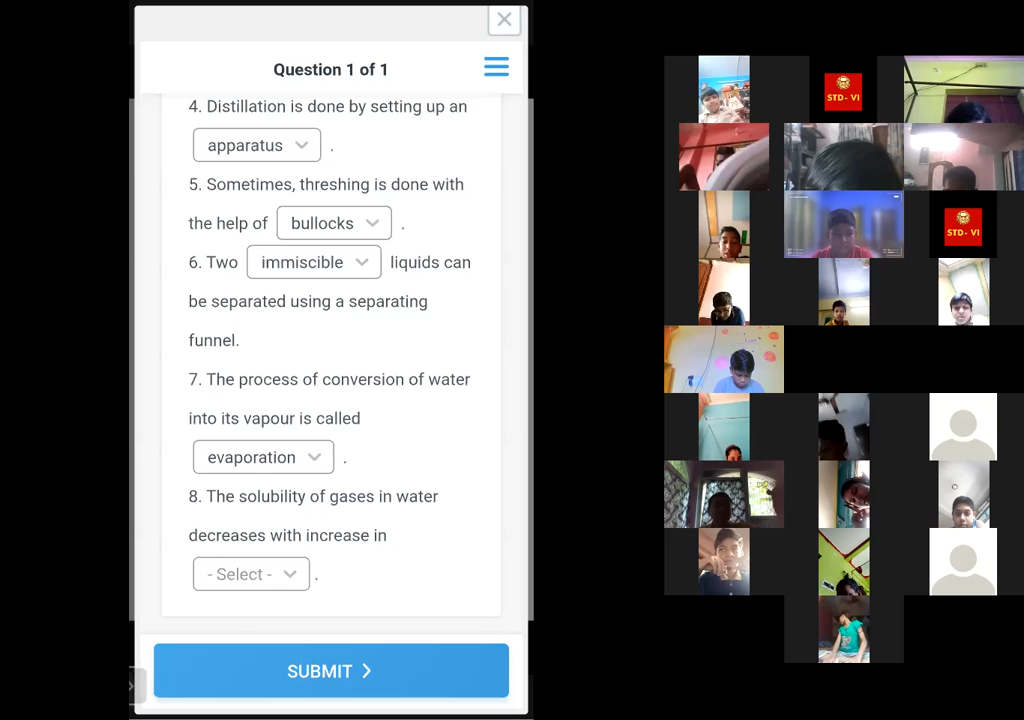 Question 1 of 1
4. Distillation is done by setting up an
apparatus .
5. Sometimes, threshing is done with
the help of bullocks .
6. Two immiscible liquids can
be separated using a separating
funnel.
7. The process of conversion of water
into its vapour is called
evaporation .
8. The solubility of gases in water
decreases with increase in
- Select - .
SUBMIT
STD- VI
STD- VI